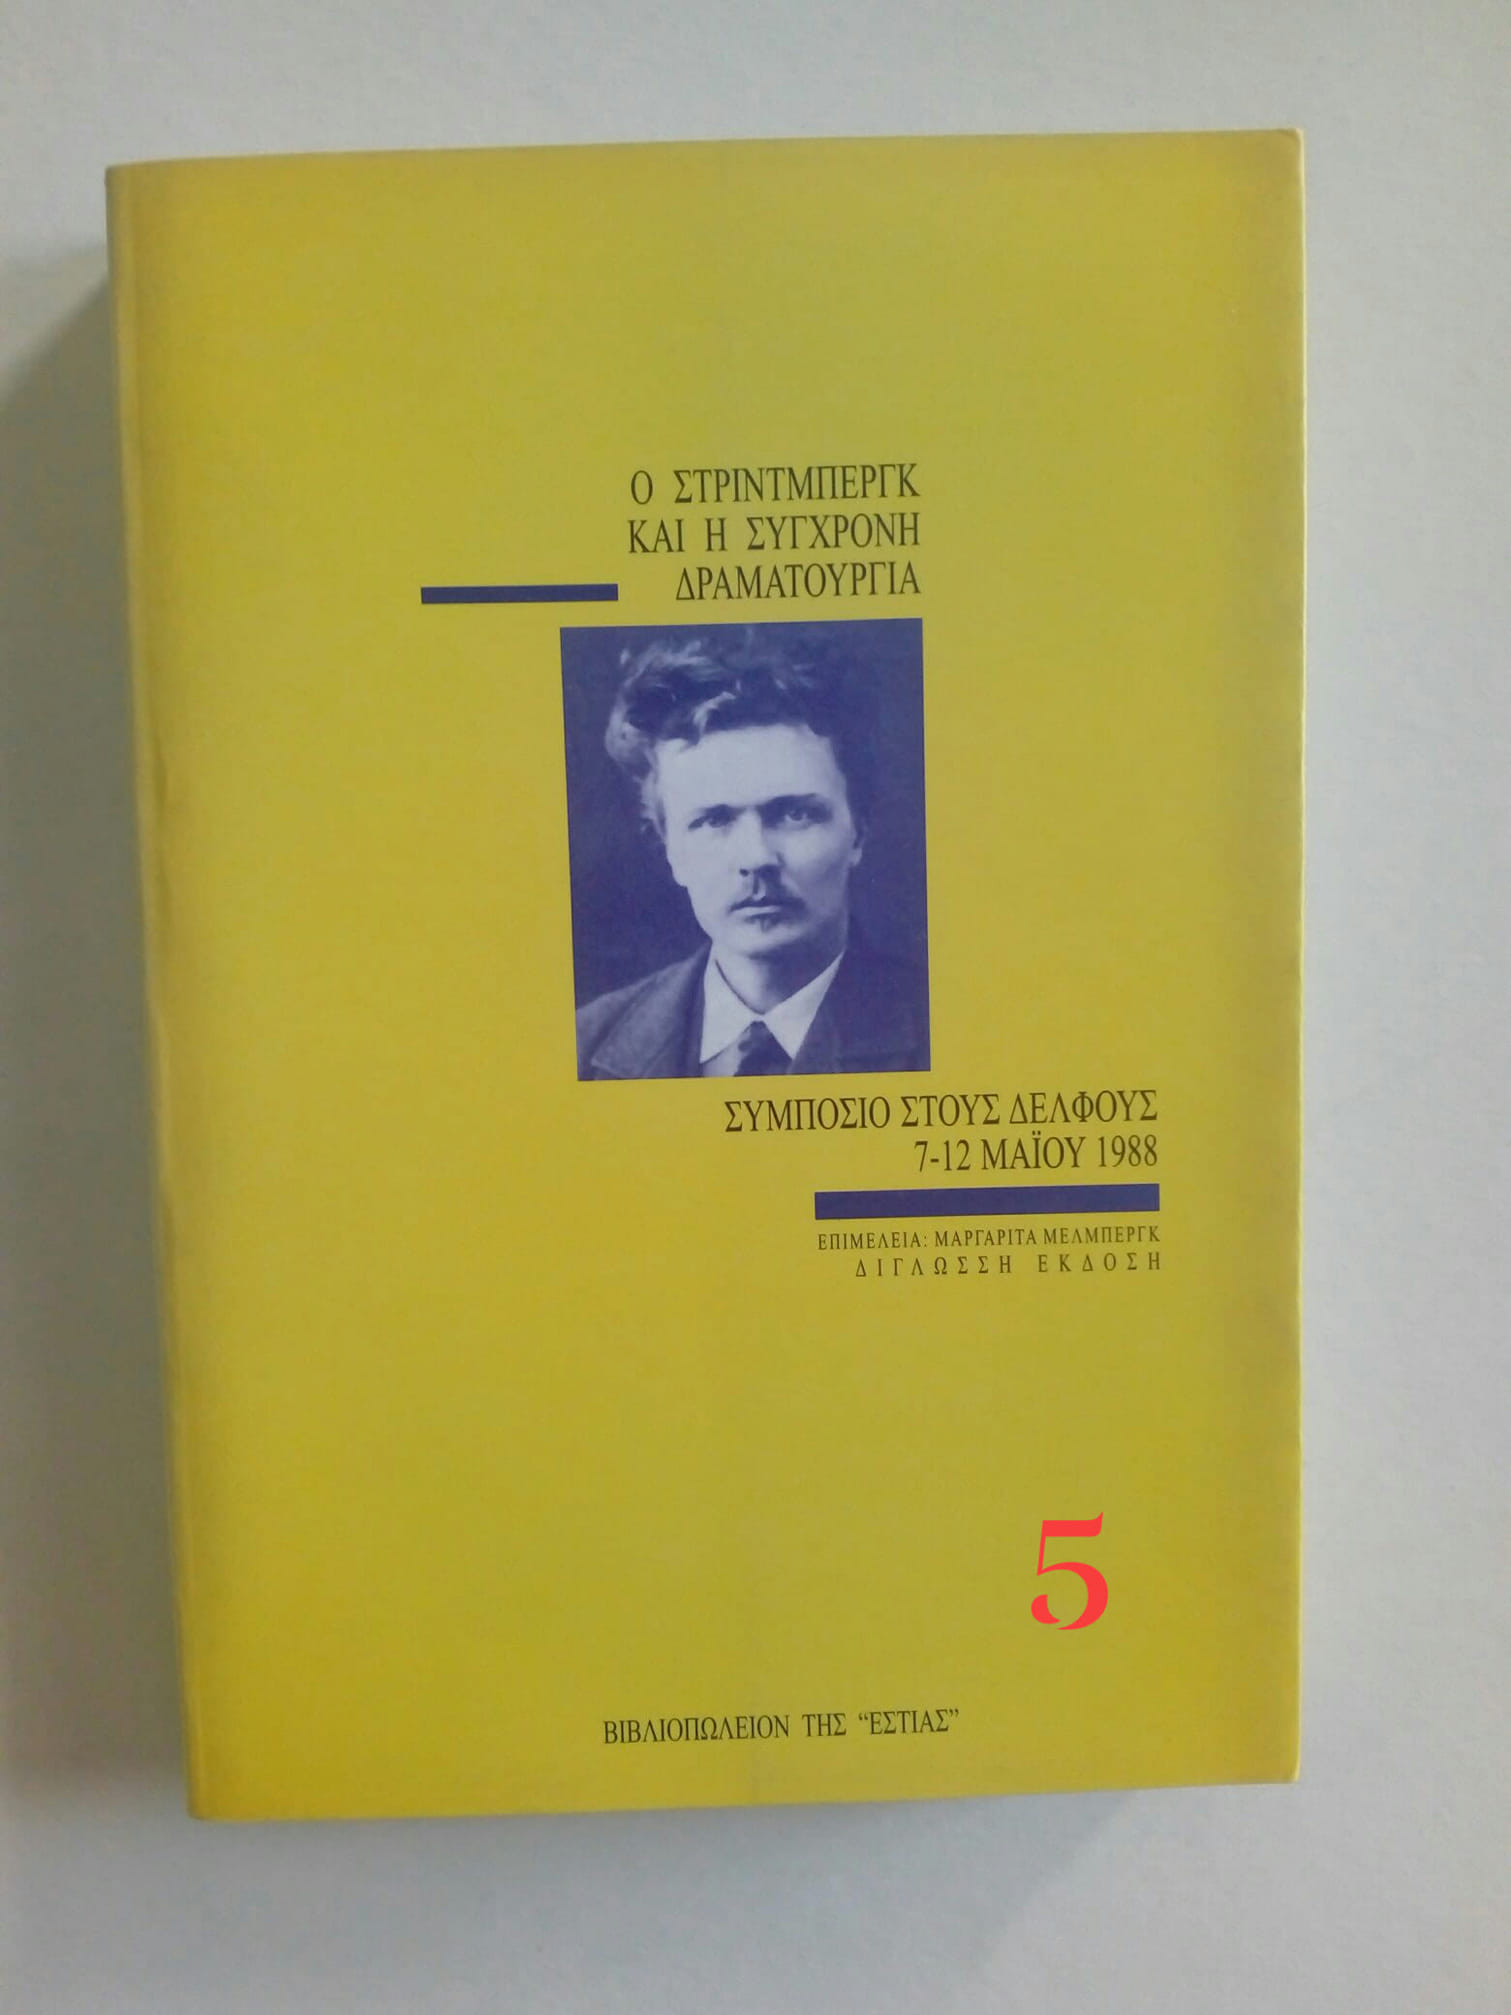 Ο ΣΤΡΙΝΤΜΠΕΡΓΚ
ΚΑΙ Η ΣΥΓΧΡΟΝΗ
ΔΡΑΜΑΤΟΥΡΓΙΑ
ΣΥΜΠΟΣΙΟ ΣΤΟΥΣ ΔΕΛΦΟΥΣ
7-12 ΜΑΪΟΥ 1988
ΕΠΙΜΕΛΕΙΑ: ΜΑΡΓΑΡΙΤΑ ΜΕΛΜΠΕΡΓΚ
ΔΙΓΛΩΣΣΗ ΕΚΔΟΣΗ
5
ΒΙΒΛΙΟΠΩΛΕΙΟΝ ΤΗΣ “ΕΣΤΙΑΣ”